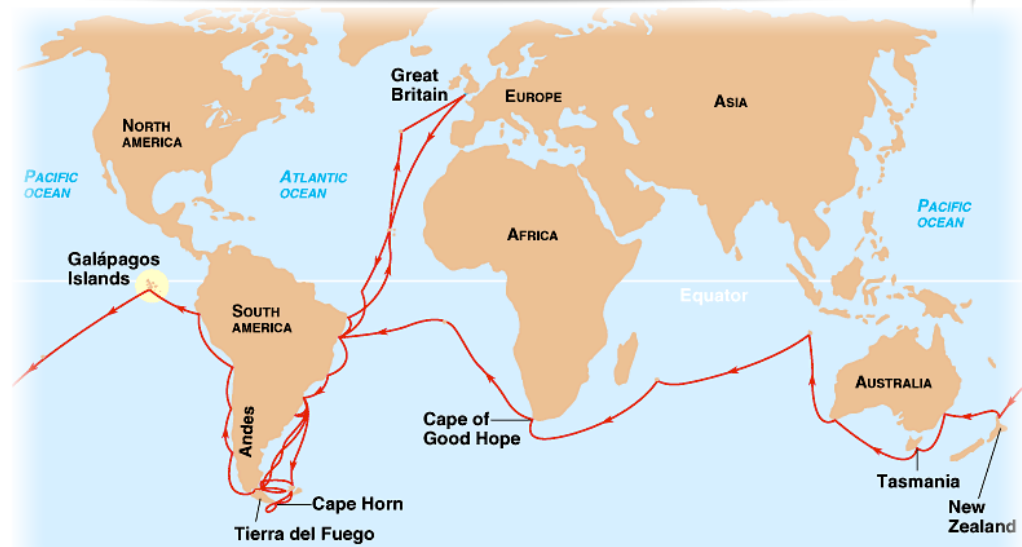 Great
Britain
EUROPE
ASIA
NORTH
AMERICA
PACIFIC
OCEAN
ATLANTIC
OCEAN
PACIFIC
OCEAN
AFRICA
Galápagos
Islands
Equator
SOUTH
AMERICA
AUSTRALIA
Andes
Cape of
Good Hope
Tasmania
Cape Horn
New
Zealand
Tierra del Fuego